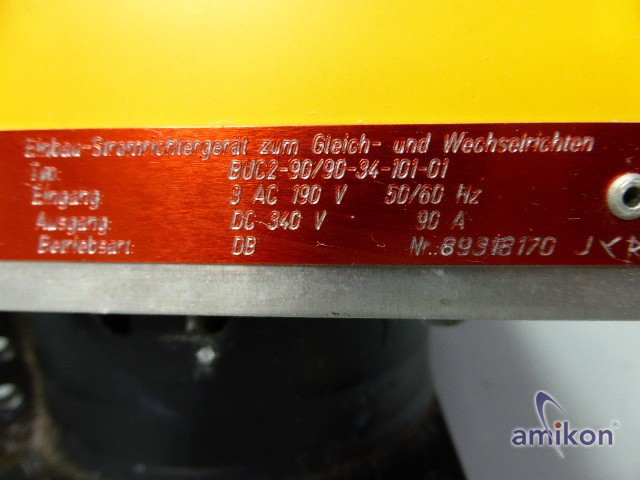 Einbau-Stromrichtergerät zum Gleich- und Wechselrichten
Typ: BUC2-90/90-34-101-01
Eingang: 3 AC 190 V 50/60 Hz
Ausgang: DC 340 V 90 A
Betriebsart: DB Nr.: 89318170 JYR
amikon